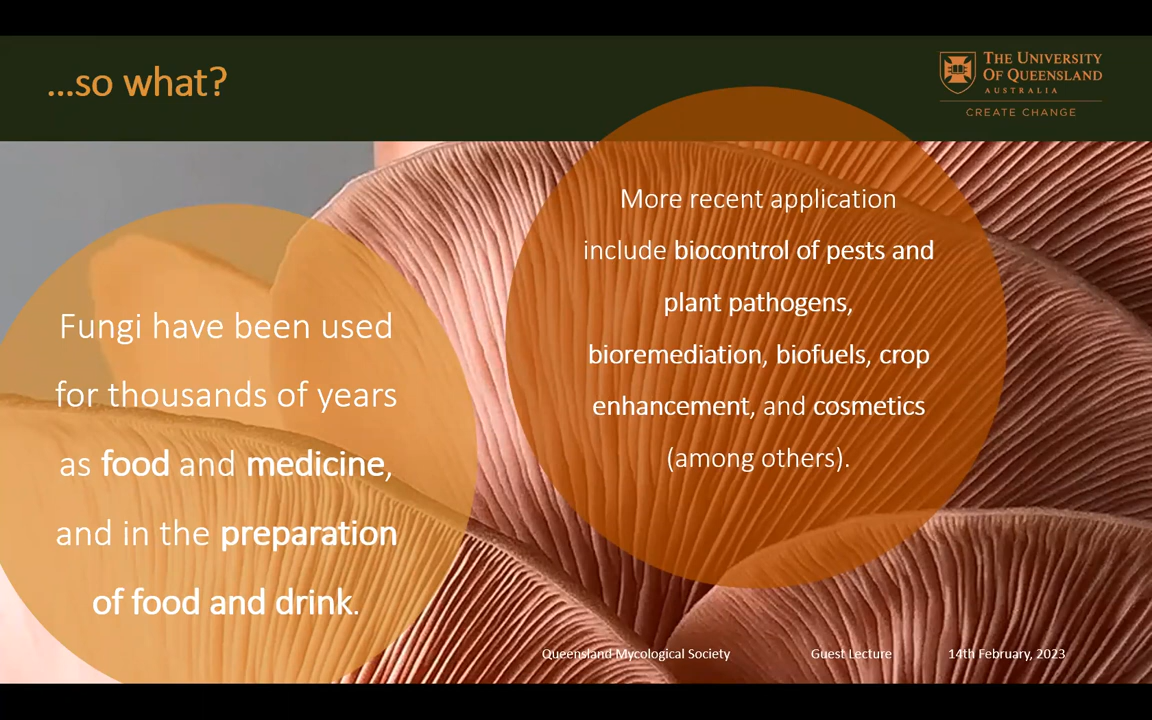 ...so what?
THE UNIVERSITY
OF QUEENSLAND
AUSTRALIA
CREATE CHANGE
Fungi have been used
for thousands of years
as food and medicine,
and in the preparation
of food and drink.
More recent application
include biocontrol of pests and
plant pathogens,
bioremediation, biofuels, crop
enhancement, and cosmetics
(among others).
Queensland Mycological Society
Guest Lecture
14th February, 2023